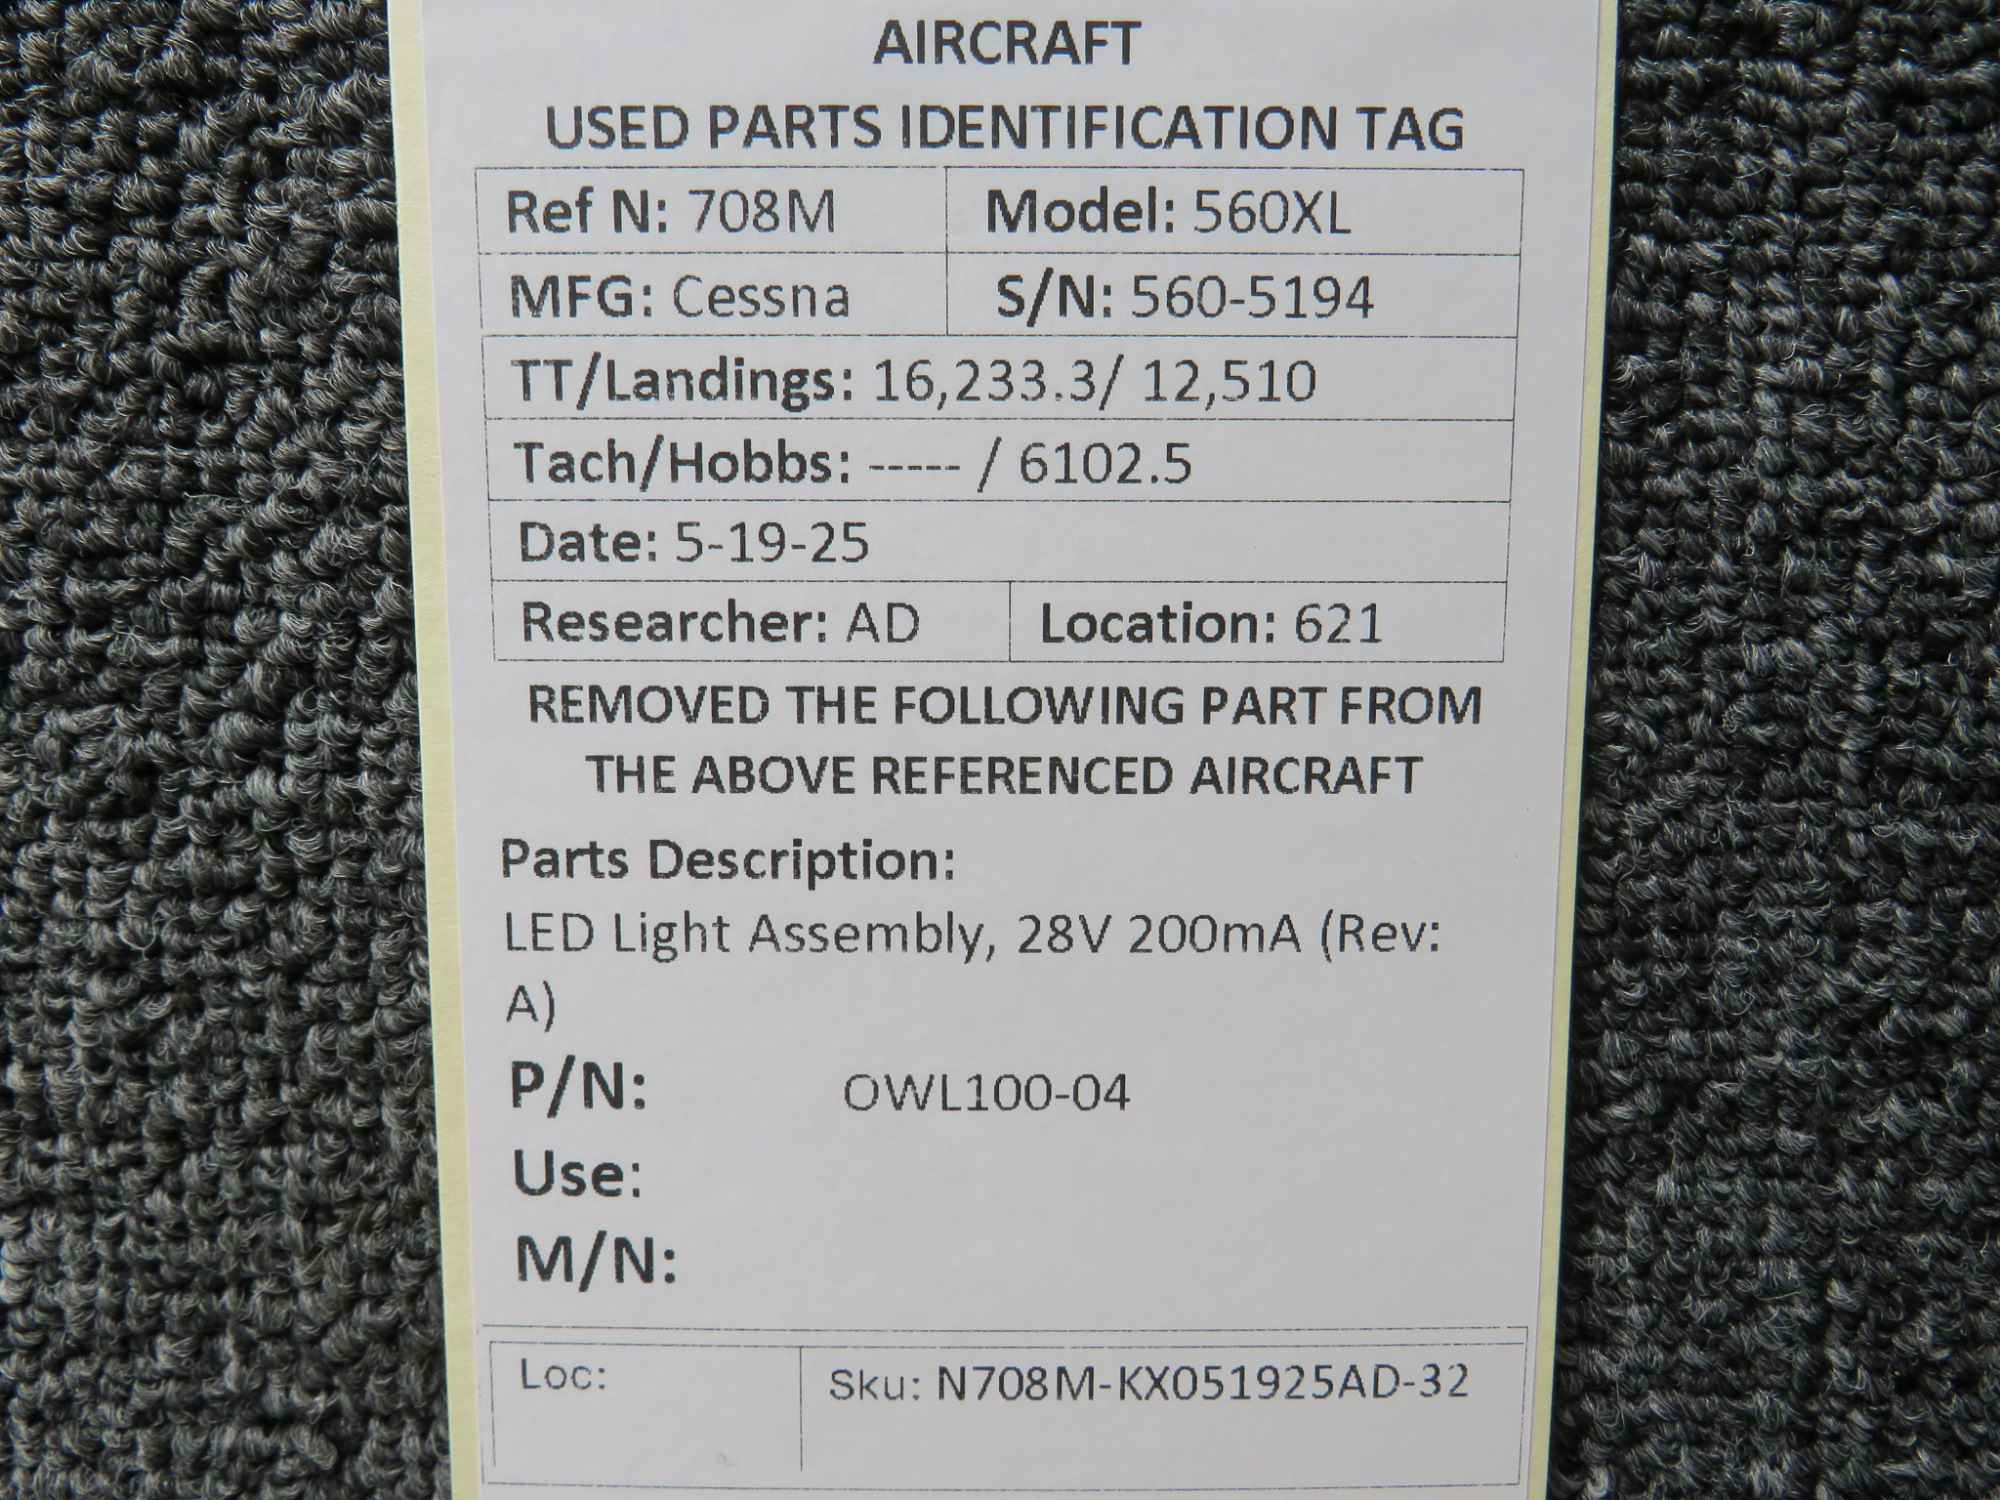 AIRCRAFT
USED PARTS IDENTIFICATION TAG
Ref N: 708M Model: 560XL
MFG: Cessna S/N: 560-5194
TT/Landings: 16,233.3/ 12,510
Tach/Hobbs: ----- / 6102.5
Date: 5-19-25
Researcher: AD Location: 621
REMOVED THE FOLLOWING PART FROM
THE ABOVE REFERENCED AIRCRAFT
Parts Description:
LED Light Assembly, 28V 200mA (Rev:
A)
P/N: OWL100-04
Use:
M/N:
Loc: Sku: N708M-KX051925AD-32